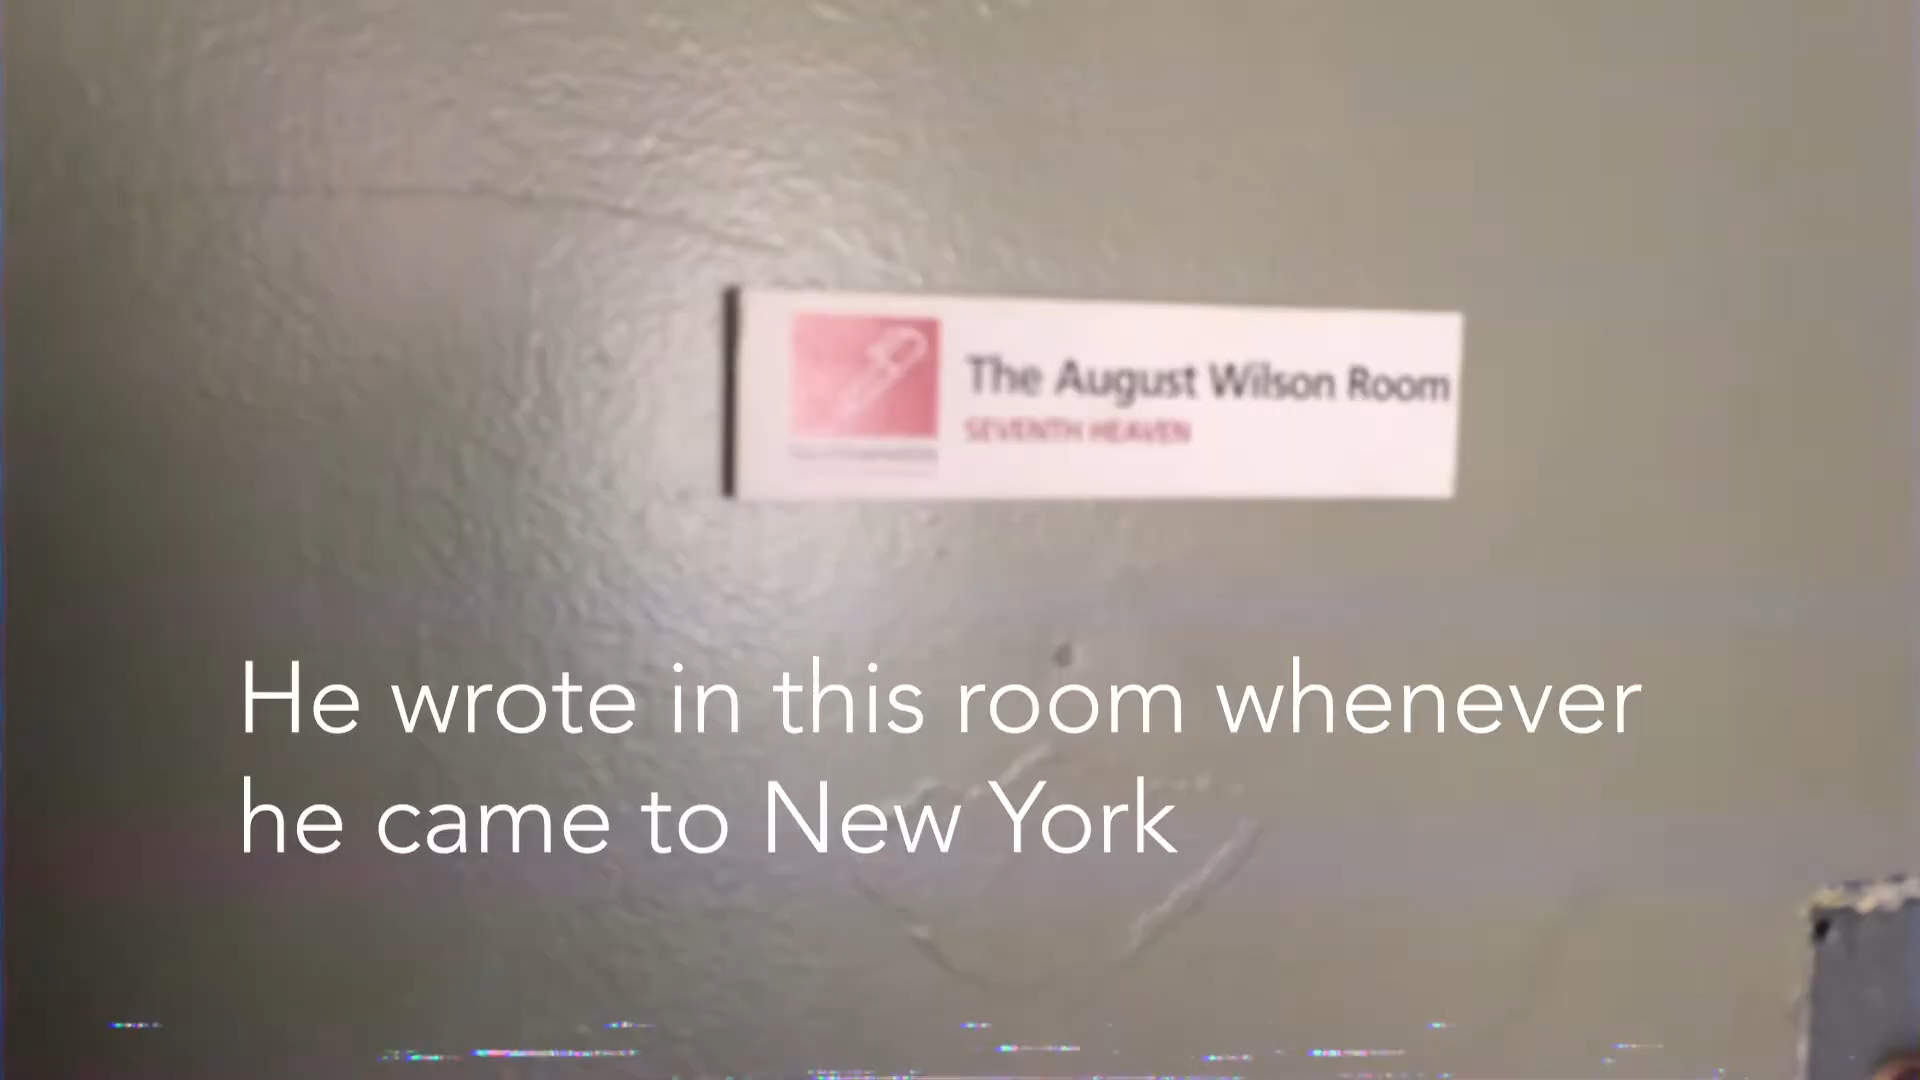 The August Wilson Room
SEVENTH HEAVEN
He wrote in this room whenever
he came to New York